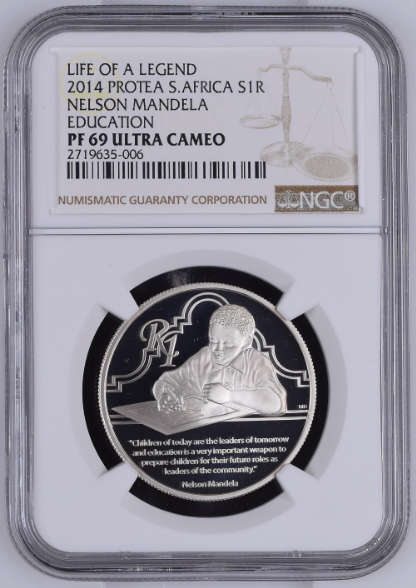 LIFE OF A LEGEND
2014 PROTEA S.AFRICA S1R
NELSON MANDELA
EDUCATION
PF 69 ULTRA CAMEO
2719635-006
NUMISMATIC GUARANTY CORPORATION
NGC®
R1
"Children of today are the leaders of tomorrow
and education is a very important weapon to
prepare children for their future roles as
leaders of the community."
Nelson Mandela